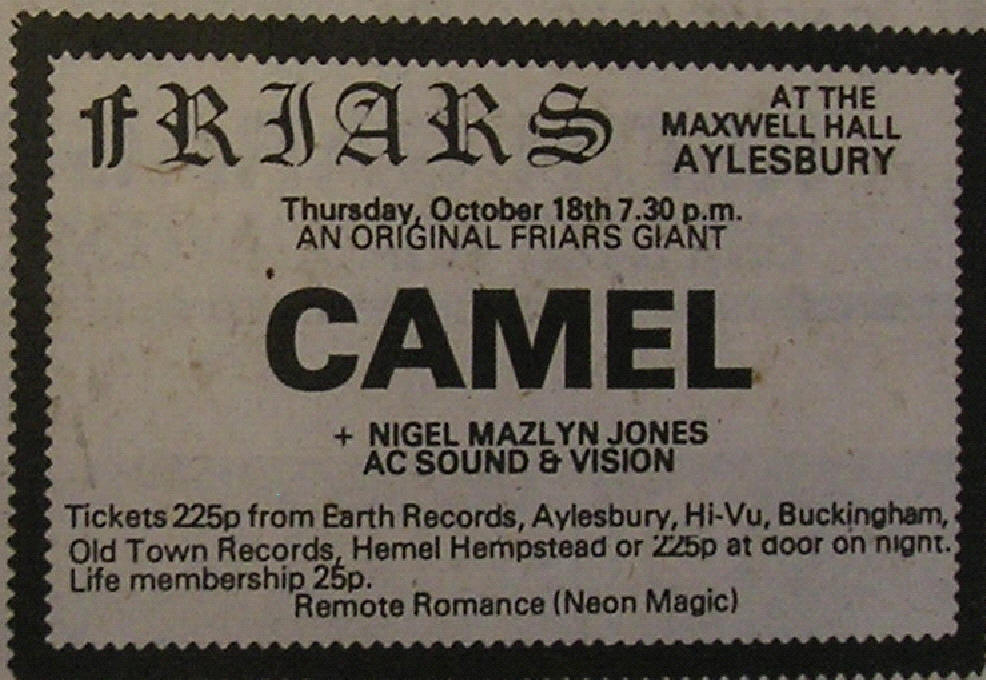 fRIARS
AT THE
MAXWELL HALL
AYLESBURY
Thursday, October 18th 7.30 p.m.
AN ORIGINAL FRIARS GIANT
CAMEL
+ NIGEL MAZLYN JONES
AC SOUND & VISION
Tickets 225p from Earth Records, Aylesbury, Hi-Vu, Buckingham,
Old Town Records, Hemel Hempstead or 225p at door on night.
Life membership 25p.
Remote Romance (Neon Magic)